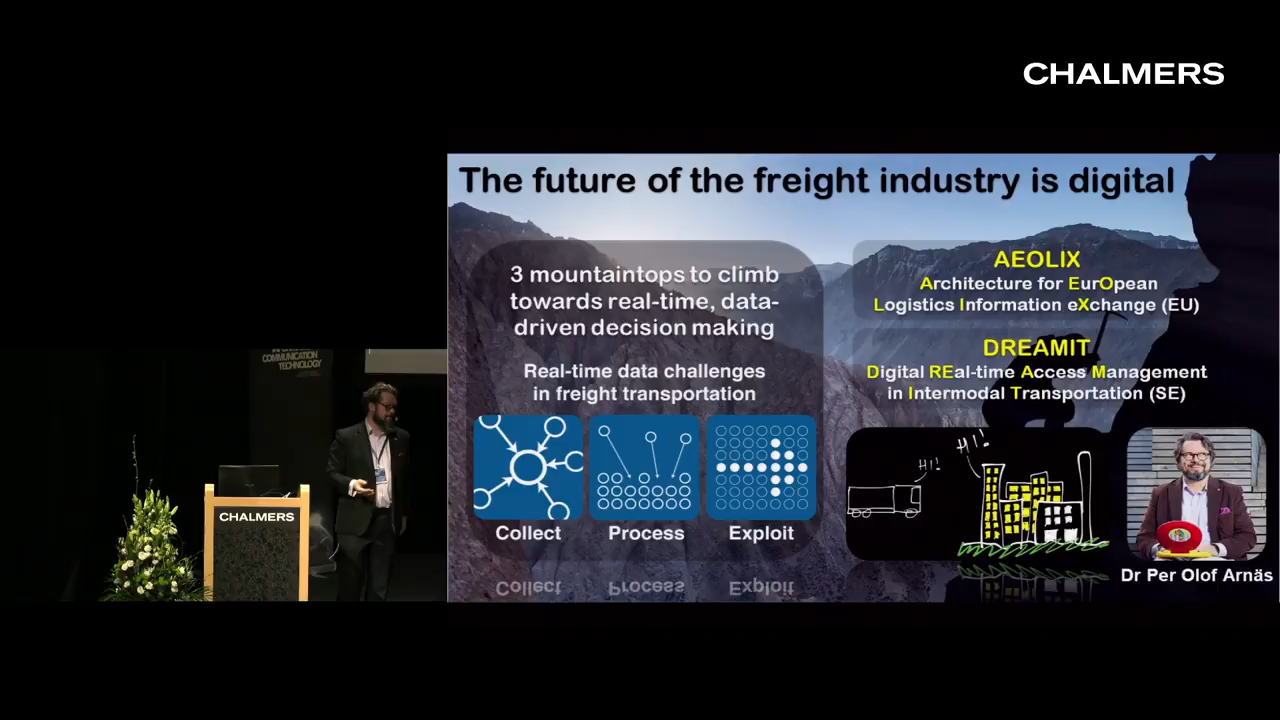 CHALMERS
The future of the freight industry is digital
3 mountaintops to climb
towards real-time, data-
driven decision making
Real-time data challenges
in freight transportation
Collect
Process
Exploit
AEOLIX
Architecture for EurOpean
Logistics Information eXchange (EU)
DREAMIT
Digital REal-time Access Management
in Intermodal Transportation (SE)
HI!
HI!!
Dr Per Olof Arnäs
COMMUNICATION
TECHNOLOGY
CHALMERS